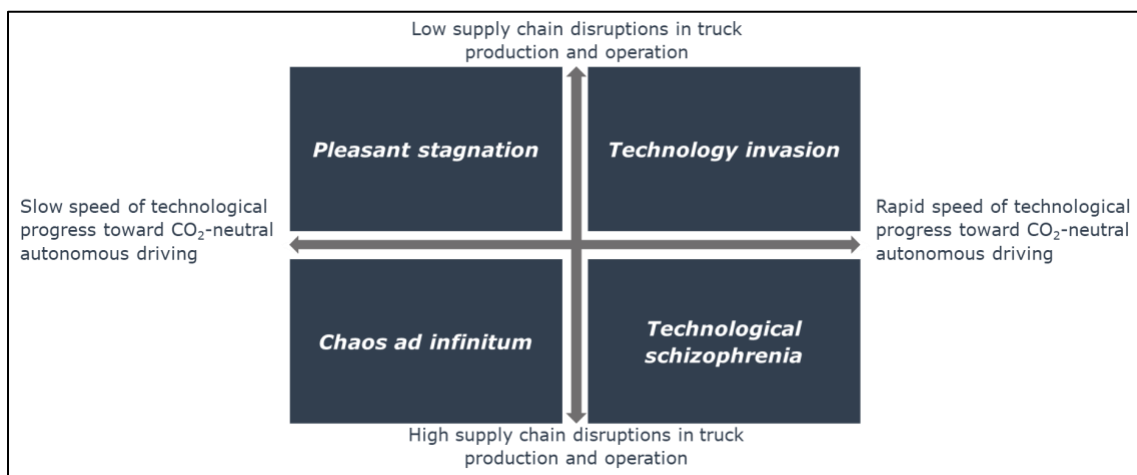 Low supply chain disruptions in truck
production and operation
Pleasant stagnation
Technology invasion
Slow speed of technological
progress toward CO₂-neutral
autonomous driving
Rapid speed of technological
progress toward CO₂-neutral
autonomous driving
Chaos ad infinitum
Technological
schizophrenia
High supply chain disruptions in truck
production and operation